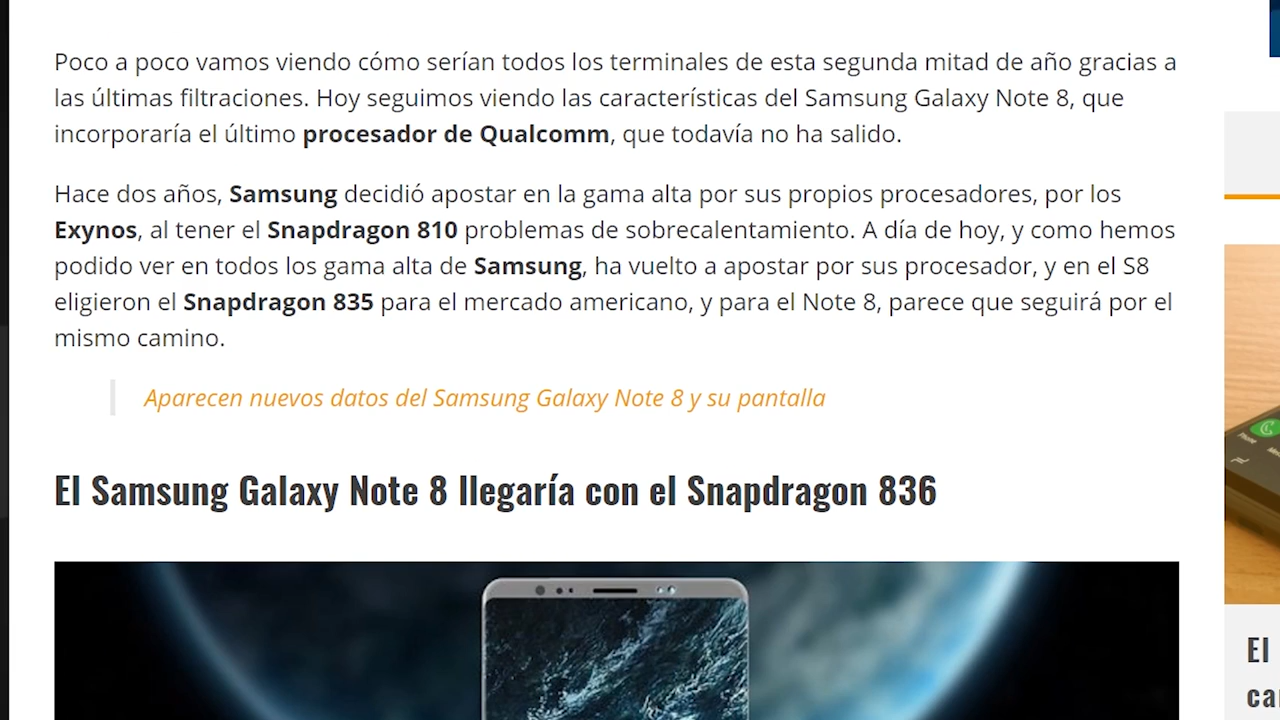 Poco a poco vamos viendo cómo serían todos los terminales de esta segunda mitad de año gracias a
las últimas filtraciones. Hoy seguimos viendo las características del Samsung Galaxy Note 8, que
incorporaría el último procesador de Qualcomm, que todavía no ha salido.
Hace dos años, Samsung decidió apostar en la gama alta por sus propios procesadores, por los
Exynos, al tener el Snapdragon 810 problemas de sobrecalentamiento. A día de hoy, y como hemos
podido ver en todos los gama alta de Samsung, ha vuelto a apostar por sus procesador, y en el S8
eligieron el Snapdragon 835 para el mercado americano, y para el Note 8, parece que seguirá por el
mismo camino.
Aparecen nuevos datos del Samsung Galaxy Note 8 y su pantalla
El Samsung Galaxy Note 8 llegaría con el Snapdragon 836
Phone
El